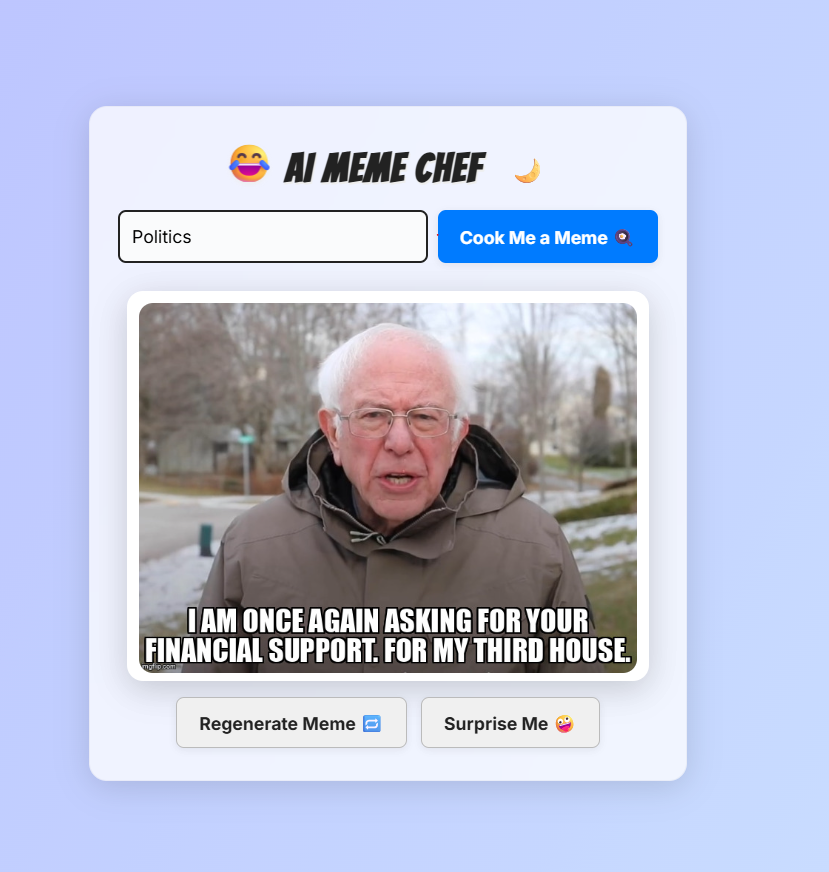 AI MEME CHEF
Politics
Cook Me a Meme
I AM ONCE AGAIN ASKING FOR YOUR
FINANCIAL SUPPORT. FOR MY THIRD HOUSE.
imgflip.com
Regenerate Meme
Surprise Me